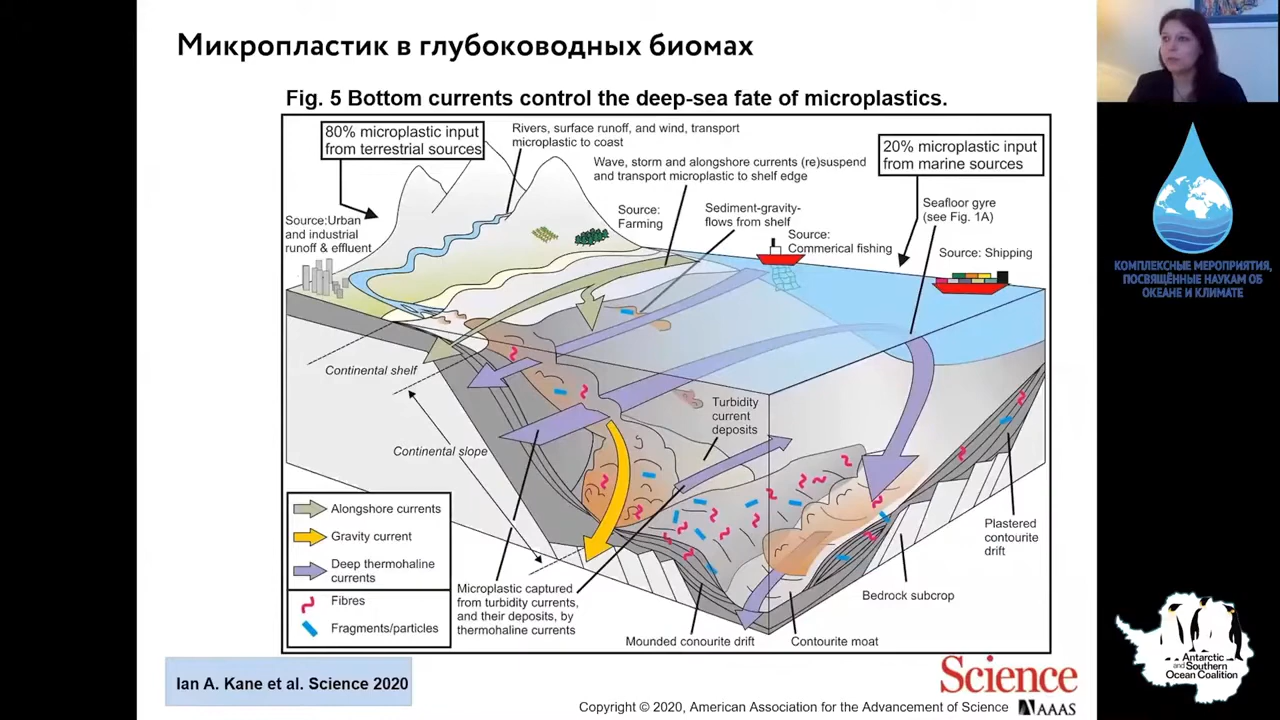 Микропластик в глубоководных биомах
Fig. 5 Bottom currents control the deep-sea fate of microplastics.
80% microplastic input
from terrestrial sources
Rivers, surface runoff, and wind, transport
microplastic to coast
Wave, storm and alongshore currents (re)suspend
and transport microplastic to shelf edge
20% microplastic input
from marine sources
Source:Urban
and industrial
runoff & effluent
Source:
Farming
Sediment-gravity-
flows from shelf
Source:
Commerical fishing
Seafloor gyre
(see Fig. 1A)
Source: Shipping
Continental shelf
Continental slope
Turbidity
current
deposits
Alongshore currents
Gravity current
Deep thermohaline
currents
Fibres
Fragments/particles
Microplastic captured
from turbidity currents,
and their deposits, by
thermohaline currents
Mounded conourite drift
Contourite moat
Bedrock subcrop
Plastered
contourite
drift
Ian A. Kane et al. Science 2020
Science
Copyright © 2020, American Association for the Advancement of Science
AAAS
КОМПЛЕКСНЫЕ МЕРОПРИЯТИЯ,
ПОСВЯЩЁННЫЕ НАУКАМ ОБ
ОКЕАНЕ И КЛИМАТЕ
Antarctic
and Southern
Ocean Coalition